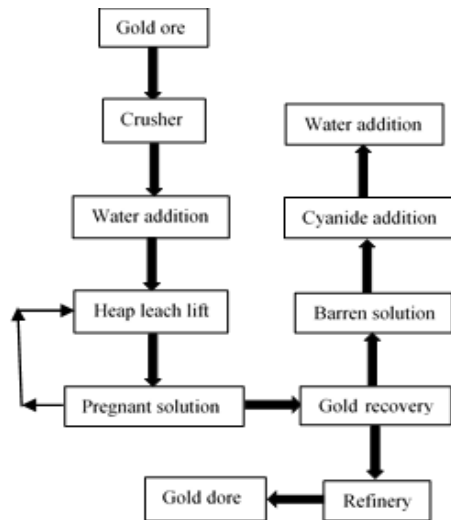 Gold ore
Crusher
Water addition
Water addition
Cyanide addition
Heap leach lift
Barren solution
Pregnant solution
Gold recovery
Gold dore
Refinery